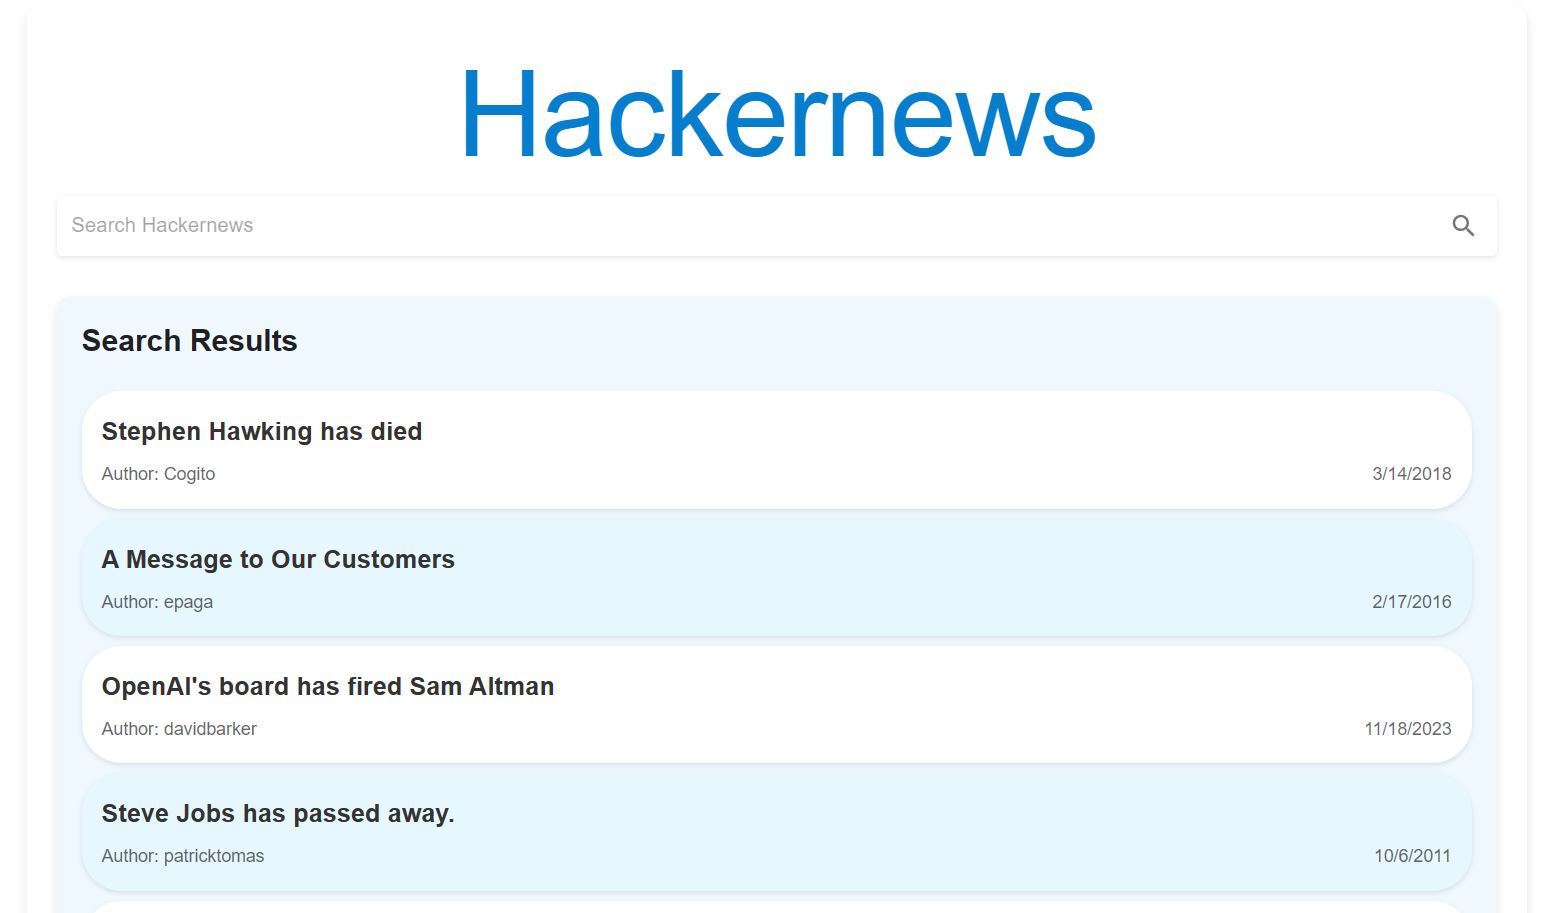 Hackernews
Search Hackernews
Search Results
Stephen Hawking has died
Author: Cogito 3/14/2018
A Message to Our Customers
Author: epaga 2/17/2016
OpenAI's board has fired Sam Altman
Author: davidbarker 11/18/2023
Steve Jobs has passed away.
Author: patricktomas 10/6/2011